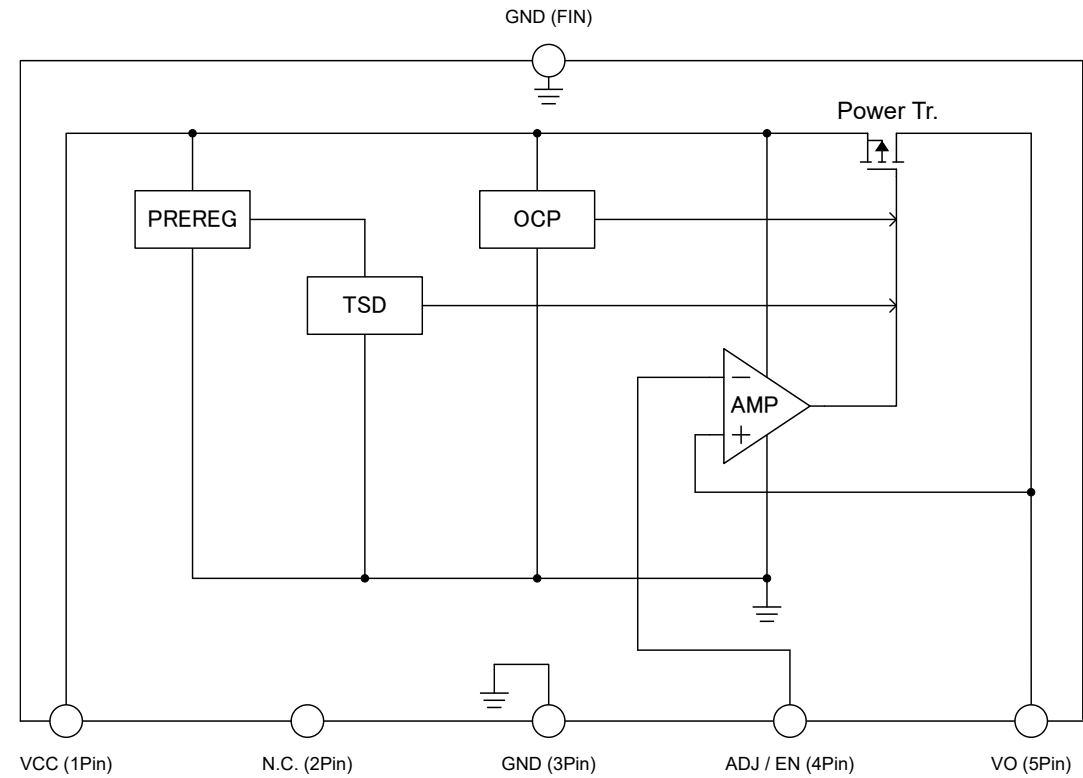 GND (FIN)
Power Tr.
PREREG
OCP
TSD
−
AMP
+
VCC (1Pin)
N.C. (2Pin)
GND (3Pin)
ADJ / EN (4Pin)
VO (5Pin)